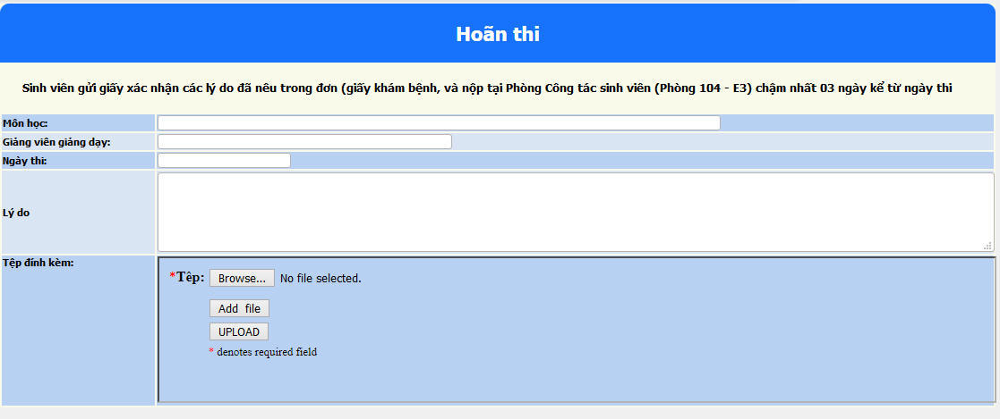 Hoãn thi
Sinh viên gửi giấy xác nhận các lý do đã nêu trong đơn (giấy khám bệnh, và nộp tại Phòng Công tác sinh viên (Phòng 104 - E3) chậm nhất 03 ngày kể từ ngày thi
Môn học:
Giảng viên giảng dạy:
Ngày thi:
Lý do
Tệp đính kèm:
*Tệp: Browse... No file selected.
Add file
UPLOAD
* denotes required field